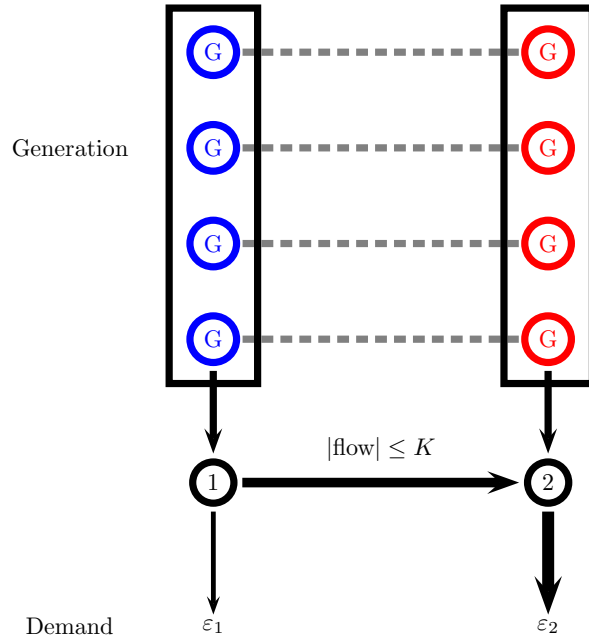 G G
Generation G G
G G
G G
|flow| ≤ K
1 2
Demand ε₁ ε₂